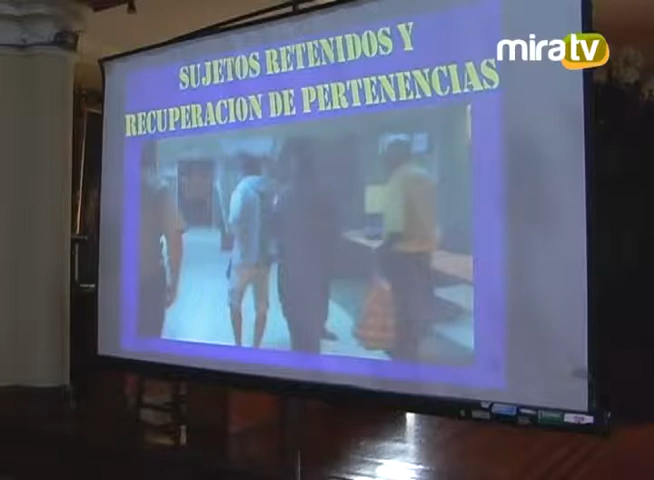 miraTV
SUJETOS RETENIDOS Y
RECUPERACION DE PERTENENCIAS